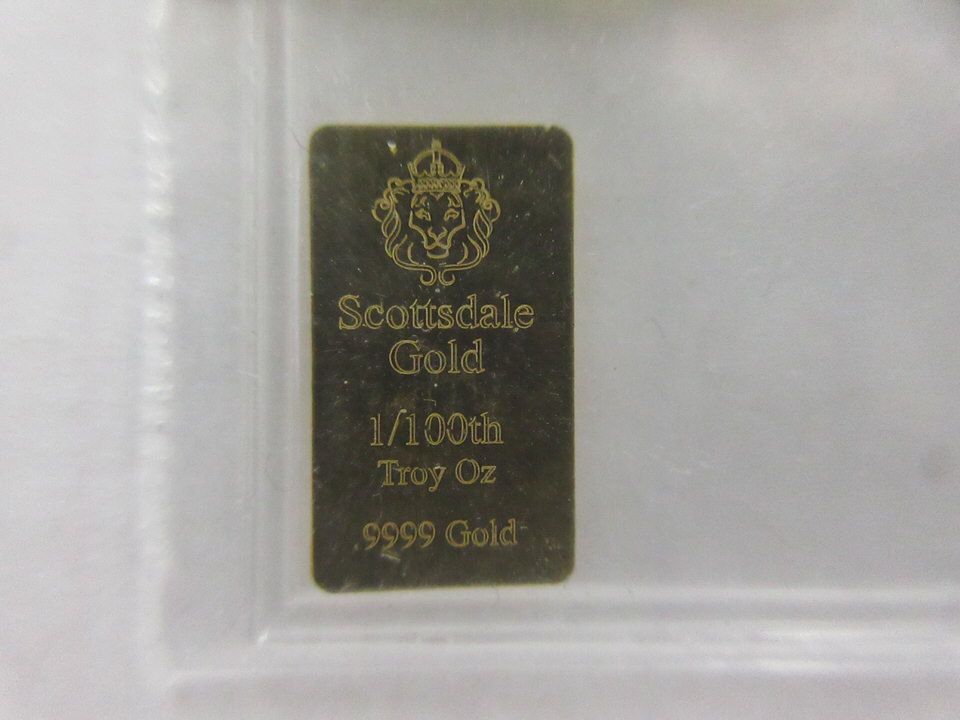 Scottsdale
Gold
1/100th
Troy Oz
9999 Gold